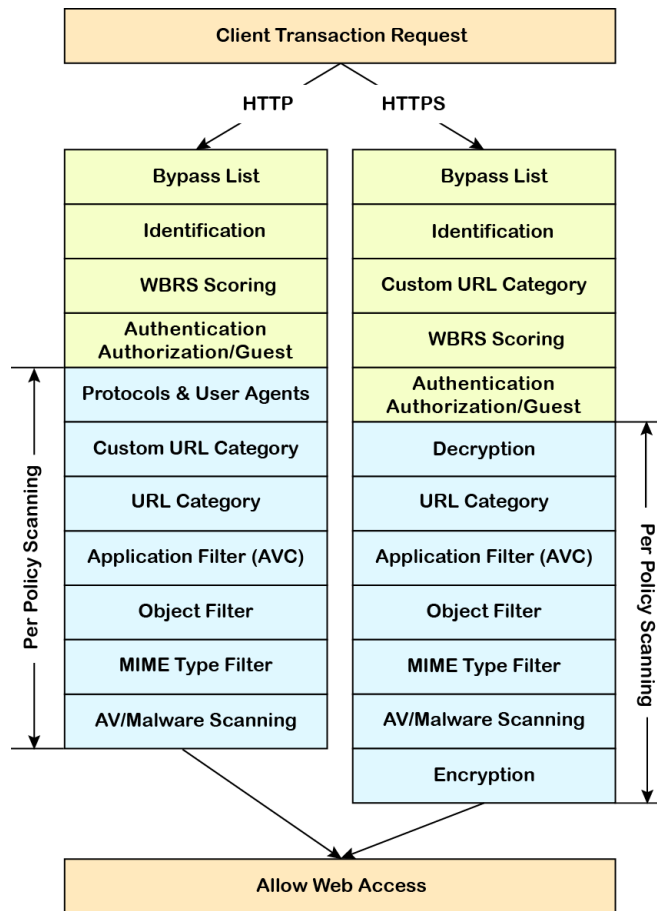 Client Transaction Request
HTTP
HTTPS
Bypass List
Identification
WBRS Scoring
Authentication
Authorization/Guest
Protocols & User Agents
Custom URL Category
URL Category
Application Filter (AVC)
Object Filter
MIME Type Filter
AV/Malware Scanning
Per Policy Scanning
Bypass List
Identification
Custom URL Category
WBRS Scoring
Authentication
Authorization/Guest
Decryption
URL Category
Application Filter (AVC)
Object Filter
MIME Type Filter
AV/Malware Scanning
Encryption
Per Policy Scanning
Allow Web Access